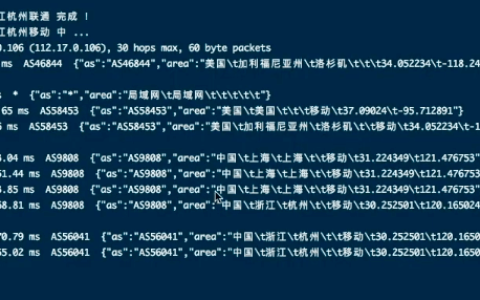 江杭州联通 完成 !
江杭州移动 中 ...
0.106 (112.17.0.106), 30 hops max, 60 byte packets
ms  AS46844  {"as":"AS46844","area":"美国\t加利福尼亚州\t洛杉矶\t\t\t34.052234\t-118.24
s  *  {"as":"*","area":"局域网\t局域网\t\t\t\t\t"}
65 ms  AS58453  {"as":"AS58453","area":"美国\t美国\t\t\t移动\t37.09024\t-95.712891"}
ms  AS58453  {"as":"AS58453","area":"美国\t加利福尼亚州\t洛杉矶\t\t移动\t34.052234\t-1
.04 ms  AS9808  {"as":"AS9808","area":"中国\t上海\t上海\t\t移动\t31.224349\t121.476753"
51.44 ms  AS9808  {"as":"AS9808","area":"中国\t上海\t上海\t\t移动\t31.224349\t121.476753
.85 ms  AS9808  {"as":"AS9808","area":"中国\t上海\t上海\t\t移动\t31.224349\t121.476753"
8.81 ms  AS9808  {"as":"AS9808","area":"中国\t浙江\t杭州\t\t移动\t30.252501\t120.165024
70.79 ms  AS56041  {"as":"AS56041","area":"中国\t浙江\t杭州\t\t移动\t30.252501\t120.1650
55.02 ms  AS56041  {"as":"AS56041","area":"中国\t浙江\t杭州\t\t移动\t30.252501\t120.1650